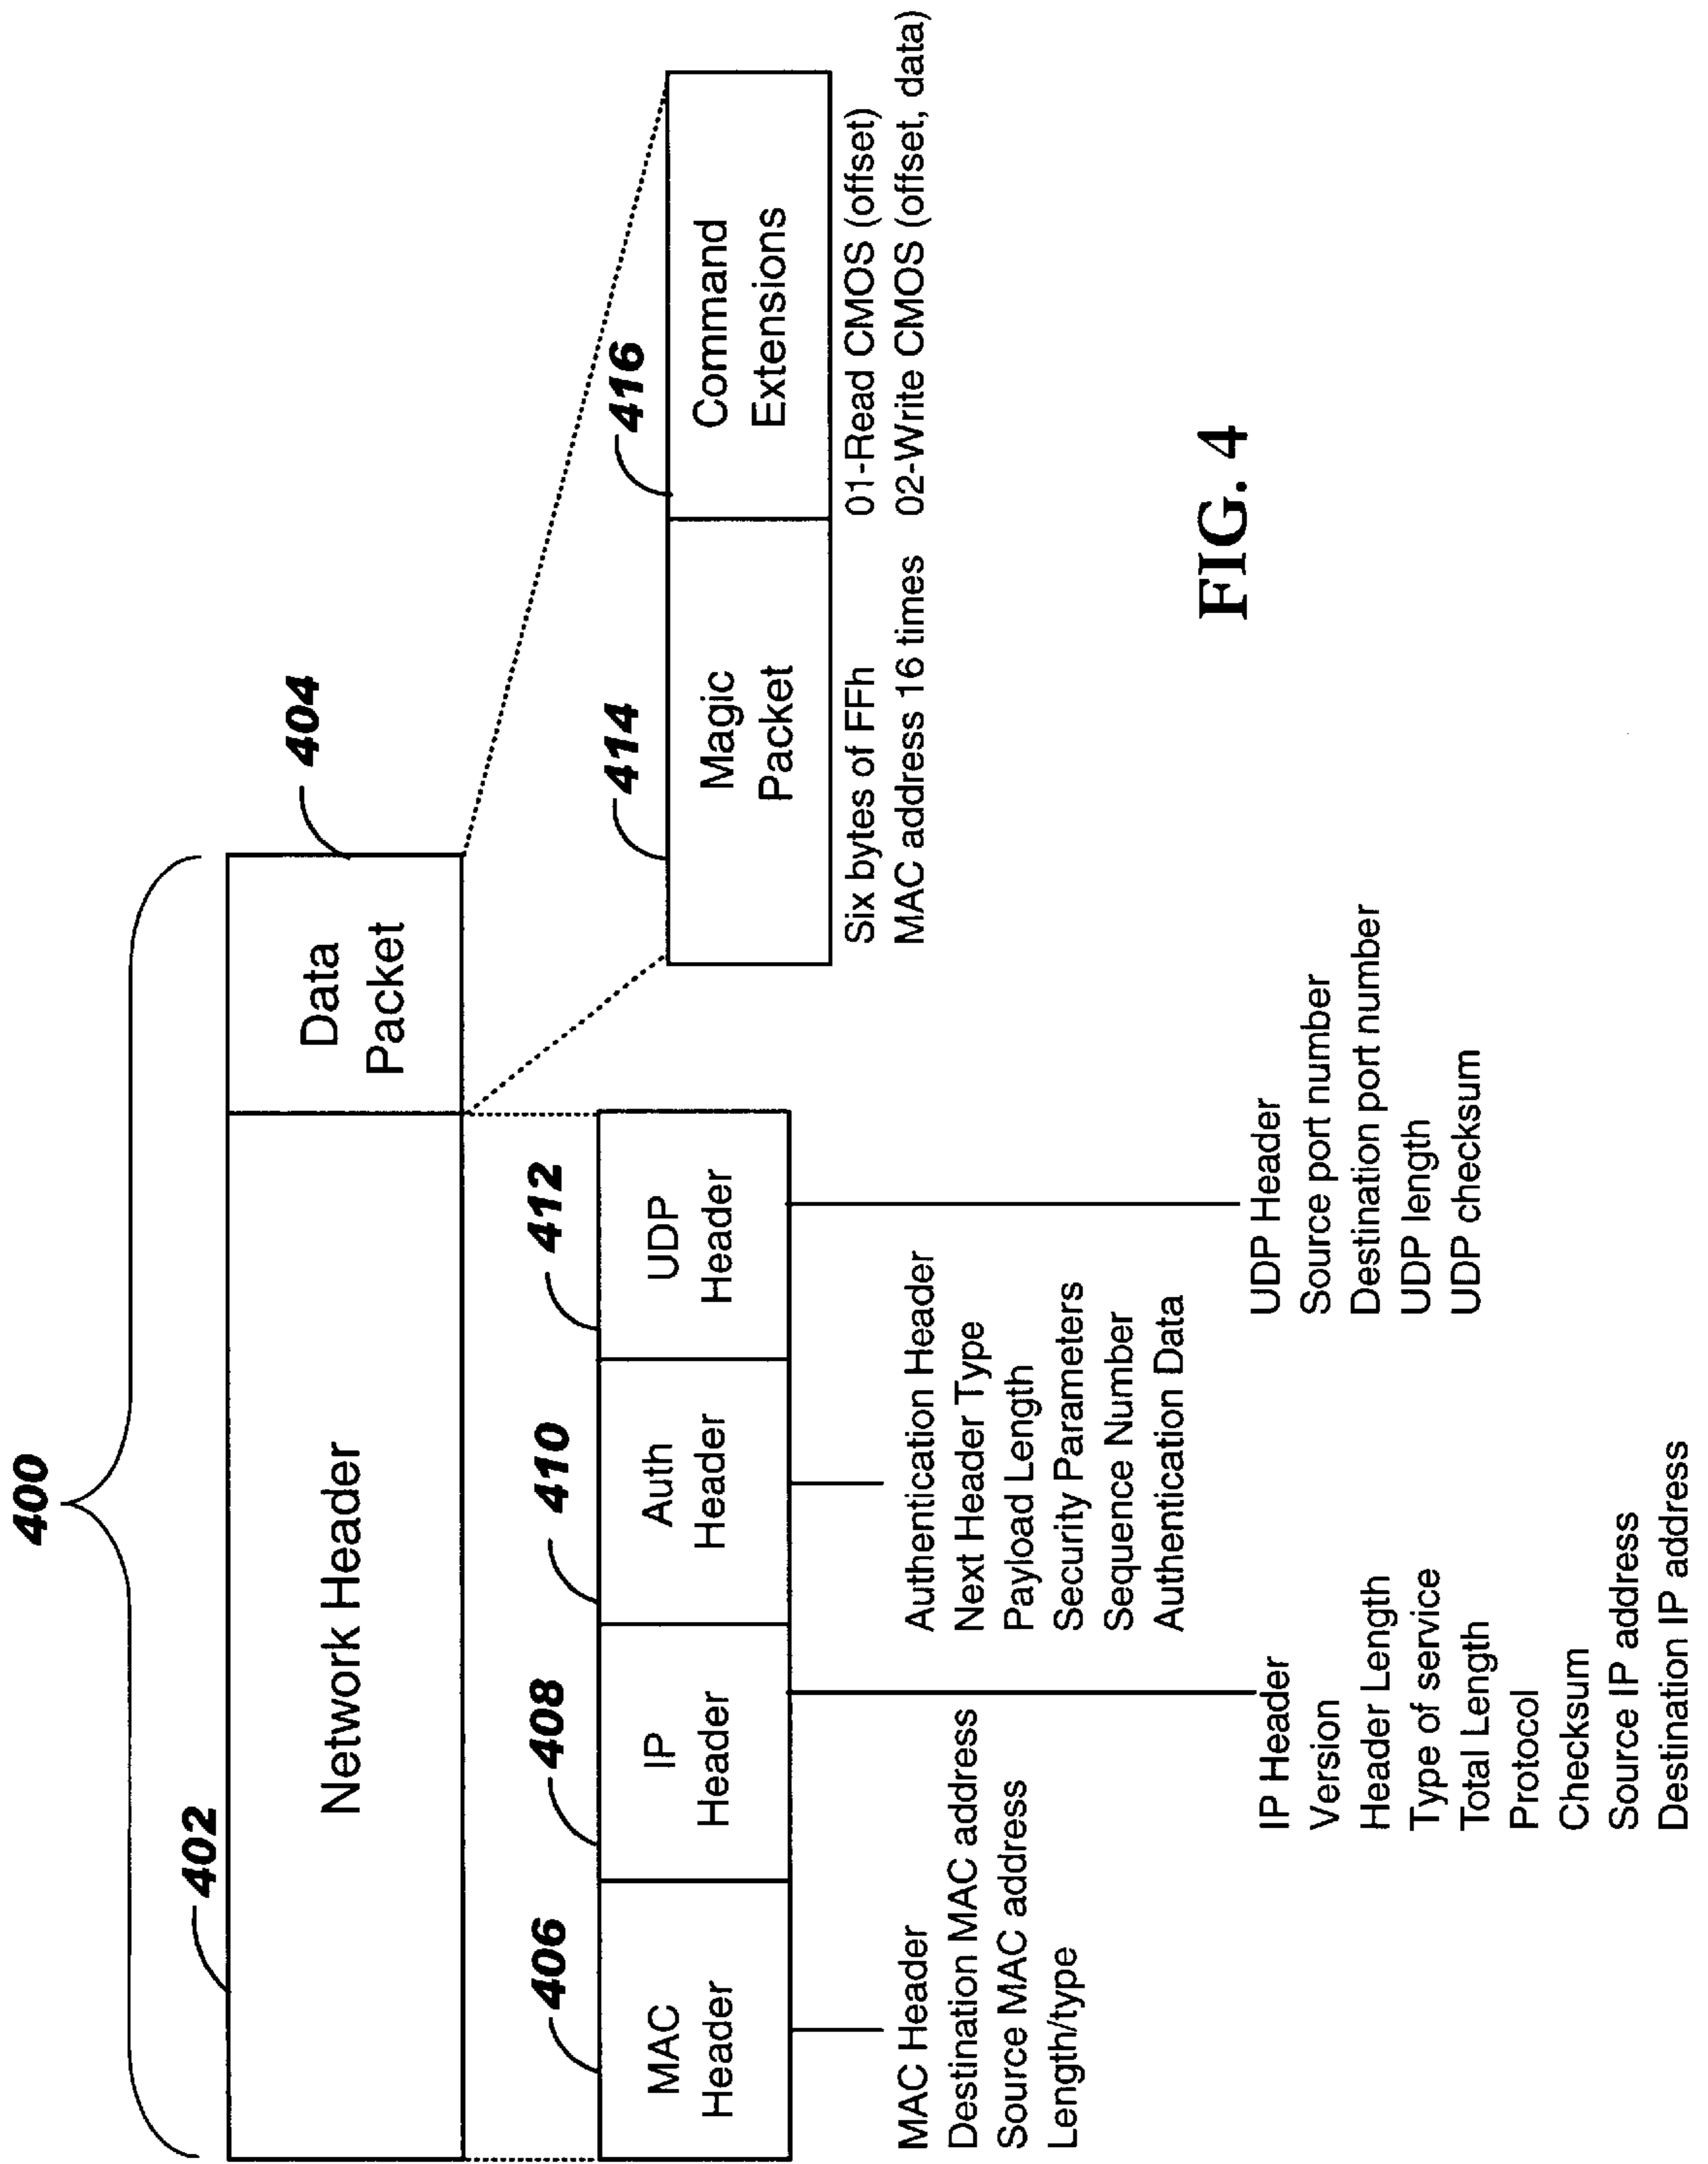 400
402
404
Network Header
Data
Packet
406
408
410
412
414
416
MAC
Header
IP
Header
Auth
Header
UDP
Header
Magic
Packet
Command
Extensions
Six bytes of FFh
MAC address 16 times
01-Read CMOS (offset)
02-Write CMOS (offset, data)
MAC Header
Destination MAC address
Source MAC address
Length/type
Authentication Header
Next Header Type
Payload Length
Security Parameters
Sequence Number
Authentication Data
IP Header
Version
Header Length
Type of service
Total Length
Protocol
Checksum
Source IP address
Destination IP address
UDP Header
Source port number
Destination port number
UDP length
UDP checksum
FIG. 4